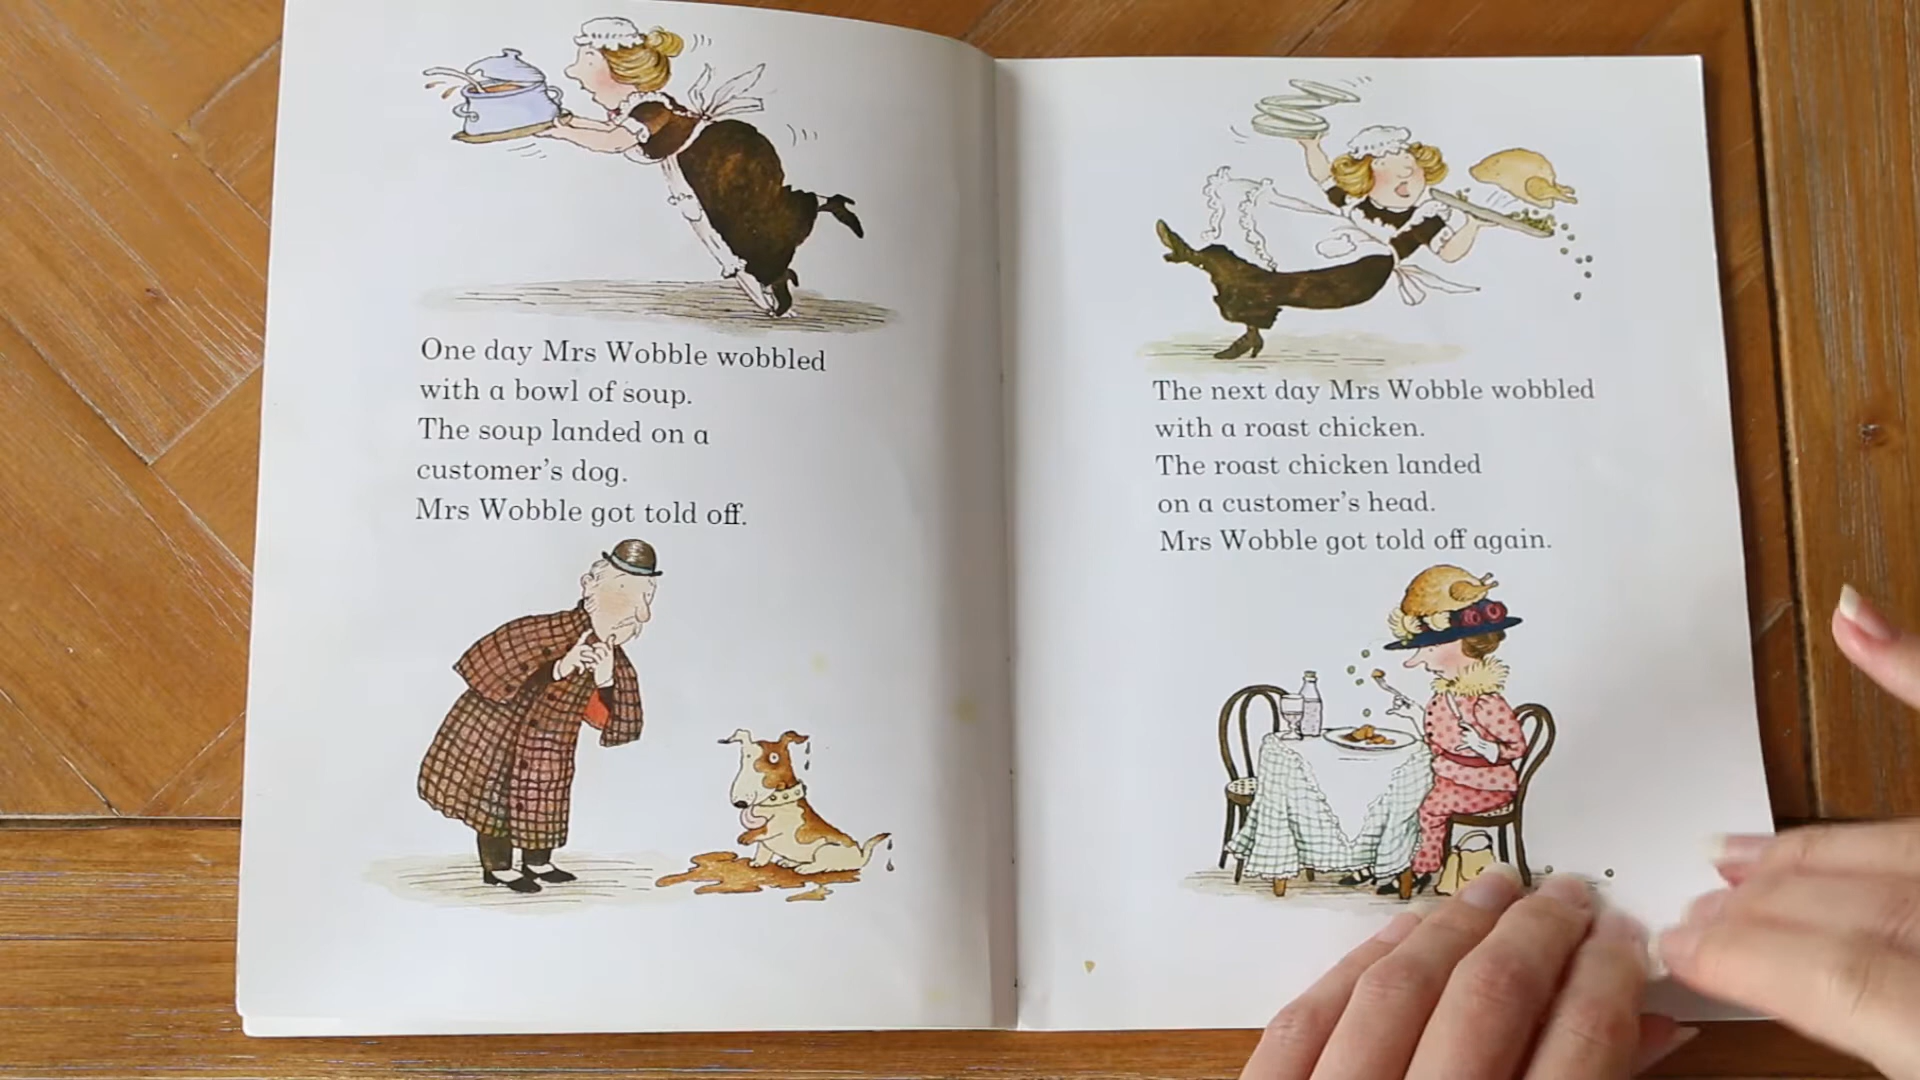 One day Mrs Wobble wobbled
with a bowl of soup.
The soup landed on a
customer's dog.
Mrs Wobble got told off.
The next day Mrs Wobble wobbled
with a roast chicken.
The roast chicken landed
on a customer's head.
Mrs Wobble got told off again.